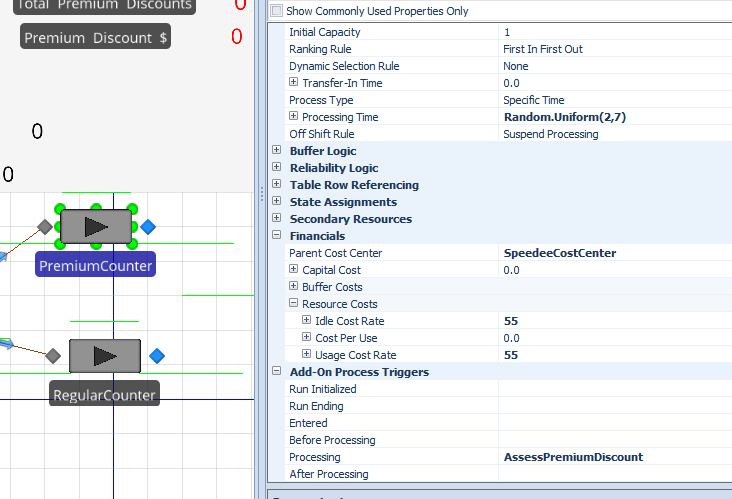 Total Premium Discounts 0
Premium Discount $ 0
0
0
PremiumCounter
RegularCounter
Show Commonly Used Properties Only
Initial Capacity 1
Ranking Rule First In First Out
Dynamic Selection Rule None
Transfer-In Time 0.0
Process Type Specific Time
Processing Time Random.Uniform(2,7)
Off Shift Rule Suspend Processing
Buffer Logic
Reliability Logic
Table Row Referencing
State Assignments
Secondary Resources
Financials
Parent Cost Center SpeedeeCostCenter
Capital Cost 0.0
Buffer Costs
Resource Costs
Idle Cost Rate 55
Cost Per Use 0.0
Usage Cost Rate 55
Add-On Process Triggers
Run Initialized
Run Ending
Entered
Before Processing
Processing AssessPremiumDiscount
After Processing